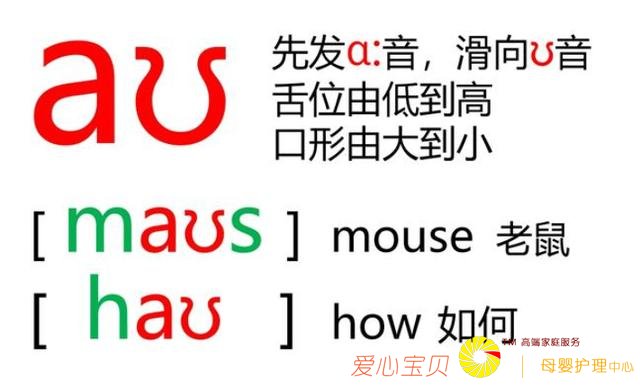 aʊ
先发ɑ:音，滑向ʊ音
舌位由低到高
口形由大到小
[ maʊs ] mouse 老鼠
[ haʊ ] how 如何
爱心宝贝 TM 高端家庭服务 | 母婴护理中心